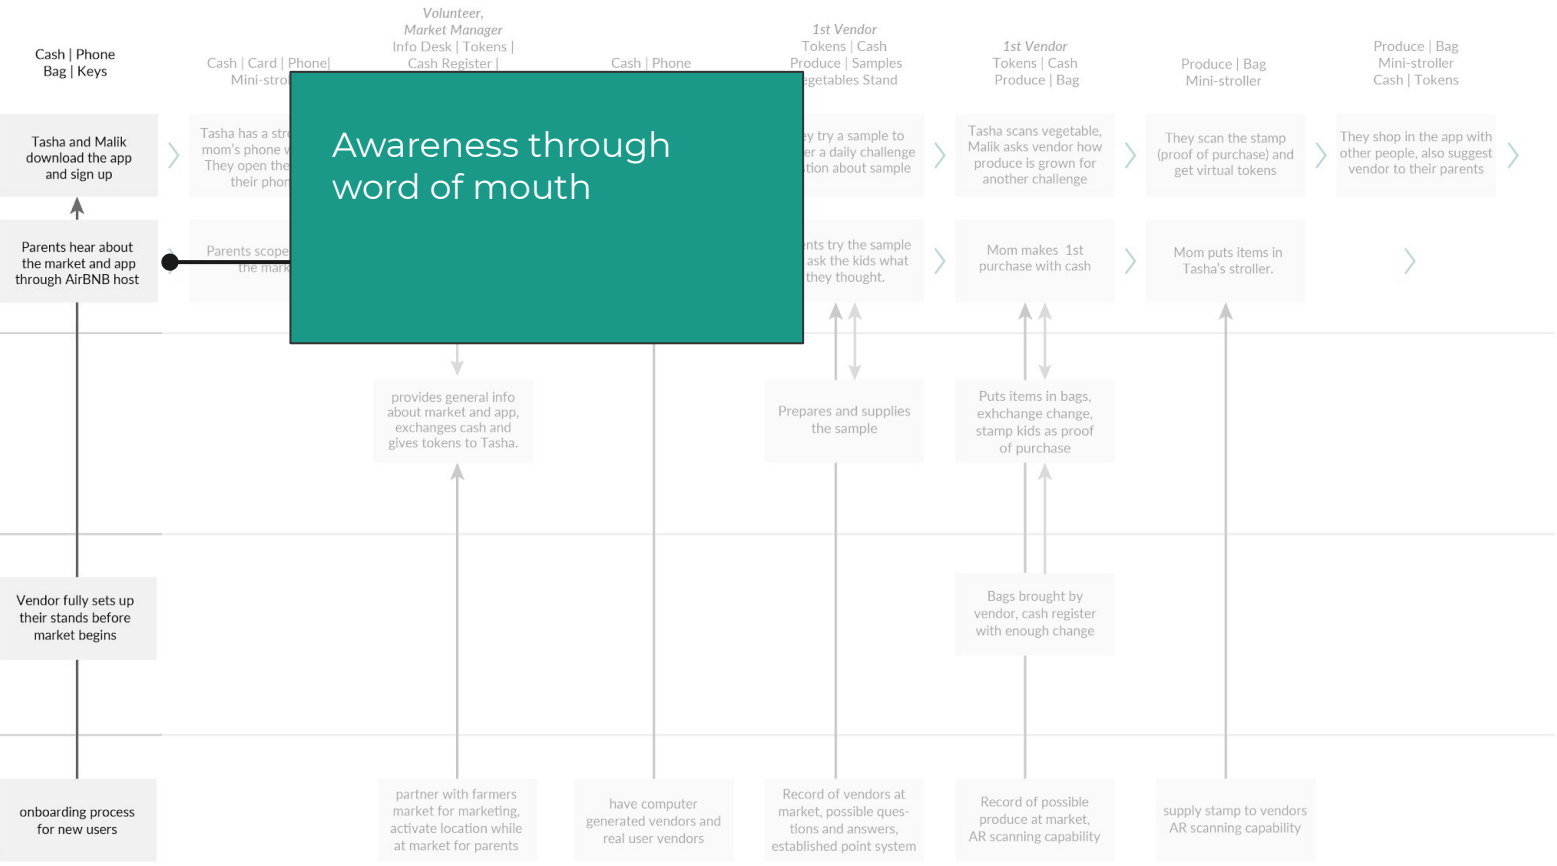 Cash | Phone
Bag | Keys
Cash | Card | Phone|
Volunteer,
Market Manager
Info Desk | Tokens |
Cash Register |
Cash | Phone
1st Vendor
Tokens | Cash
Produce | Samples
Stand
1st Vendor
Tokens | Cash
Produce | Bag
Produce | Bag
Mini-stroller
Produce | Bag
Mini-stroller
Cash | Tokens
Awareness through
word of mouth
Tasha and Malik
download the app
and sign up
Tasha has a
mom's phone
They open
their
try a sample to
a daily challenge
about sample
Tasha scans vegetable,
Malik asks vendor how
produce is grown for
another challenge
They scan the stamp
(proof of purchase) and
get virtual tokens
They shop in the app with
other people, also suggest
vendor to their parents
Parents hear about
the market and app
through AirBNB host
Parents scope
the
try the sample
ask the kids what
they thought.
Mom makes 1st
purchase with cash
Mom puts items in
Tasha's stroller.
provides general info
about market and app,
exchanges cash and
gives tokens to Tasha.
Prepares and supplies
the sample
Puts items in bags,
exhchange change,
stamp kids as proof
of purchase
Vendor fully sets up
their stands before
market begins
Bags brought by
vendor, cash register
with enough change
onboarding process
for new users
partner with farmers
market for marketing,
activate location while
at market for parents
have computer
generated vendors and
real user vendors
Record of vendors at
market, possible ques-
tions and answers,
established point system
Record of possible
produce at market,
AR scanning capability
supply stamp to vendors
AR scanning capability